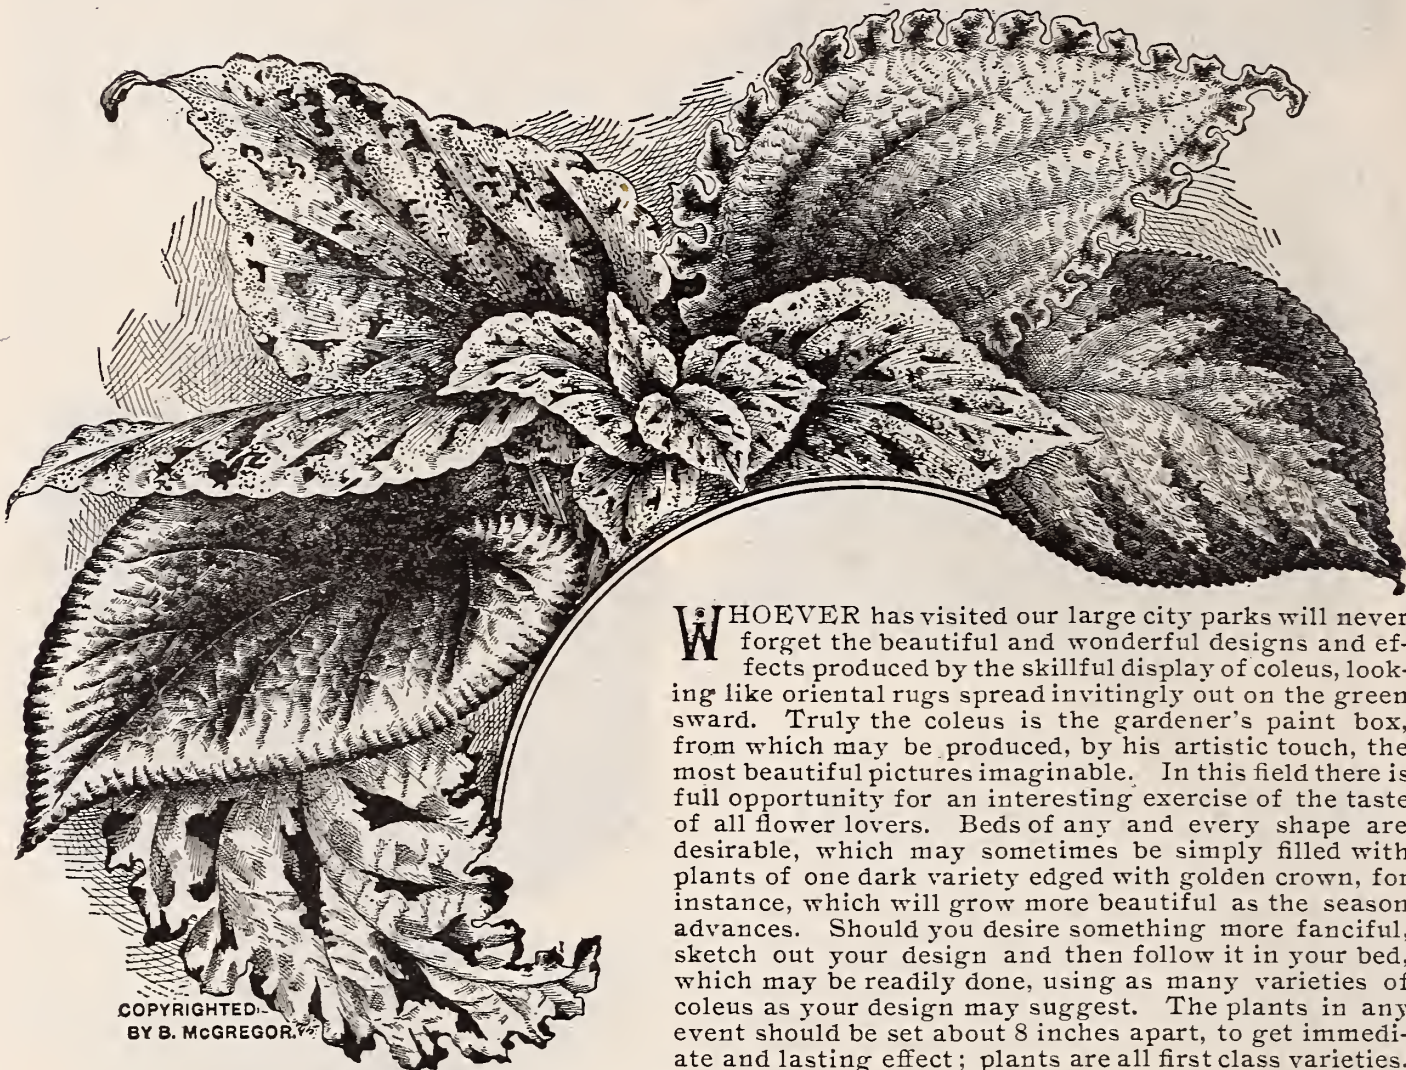 WHOEVER has visited our large city parks will never
forget the beautiful and wonderful designs and ef-
fects produced by the skillful display of coleus, look-
ing like oriental rugs spread invitingly out on the green
sward. Truly the coleus is the gardener's paint box,
from which may be produced, by his artistic touch, the
most beautiful pictures imaginable. In this field there is
full opportunity for an interesting exercise of the taste
of all flower lovers. Beds of any and every shape are
desirable, which may sometimes be simply filled with
plants of one dark variety edged with golden crown, for
instance, which will grow more beautiful as the season
advances. Should you desire something more fanciful,
sketch out your design and then follow it in your bed,
which may be readily done, using as many varieties of
coleus as your design may suggest. The plants in any
event should be set about 8 inches apart, to get immedi-
ate and lasting effect; plants are all first class varieties.
COPYRIGHTED:-
BY B. McGREGOR.